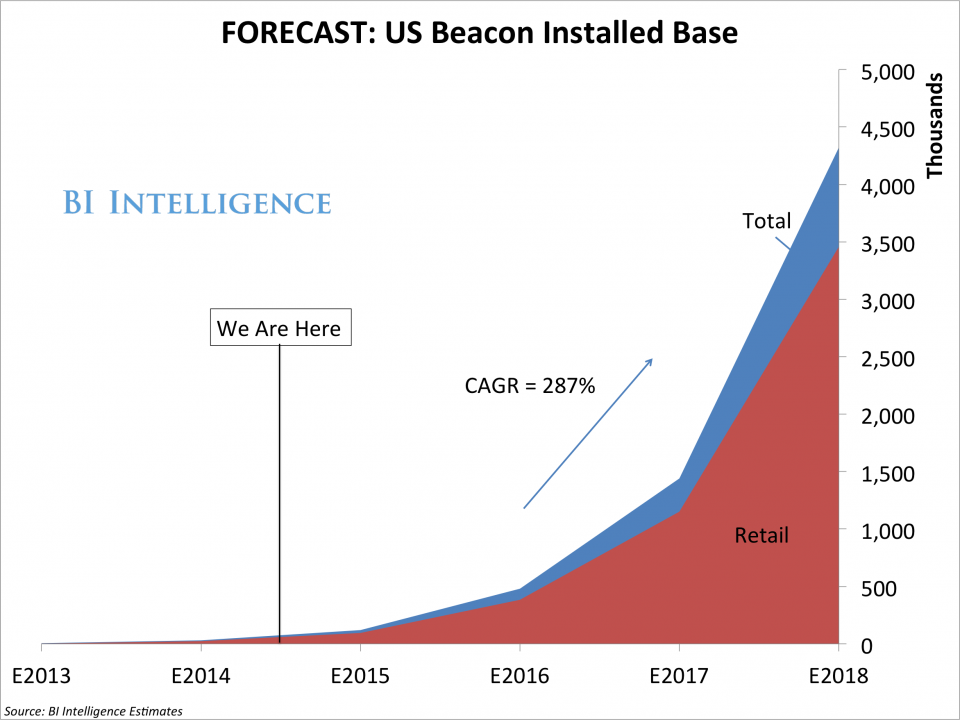 FORECAST: US Beacon Installed Base
5,000
4,500
4,000
3,500
3,000
2,500
2,000
1,500
1,000
500
0
Thousands
BI INTELLIGENCE
Total
We Are Here
CAGR = 287%
Retail
E2013 E2014 E2015 E2016 E2017 E2018
Source: BI Intelligence Estimates